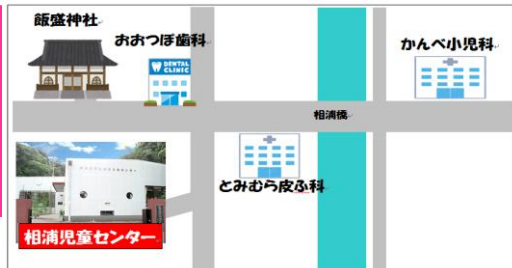 飯盛神社
おおつぼ歯科
DENTAL
CLINIC
かんべ小児科
相浦橋
とみむら皮ふ科
相浦児童センター